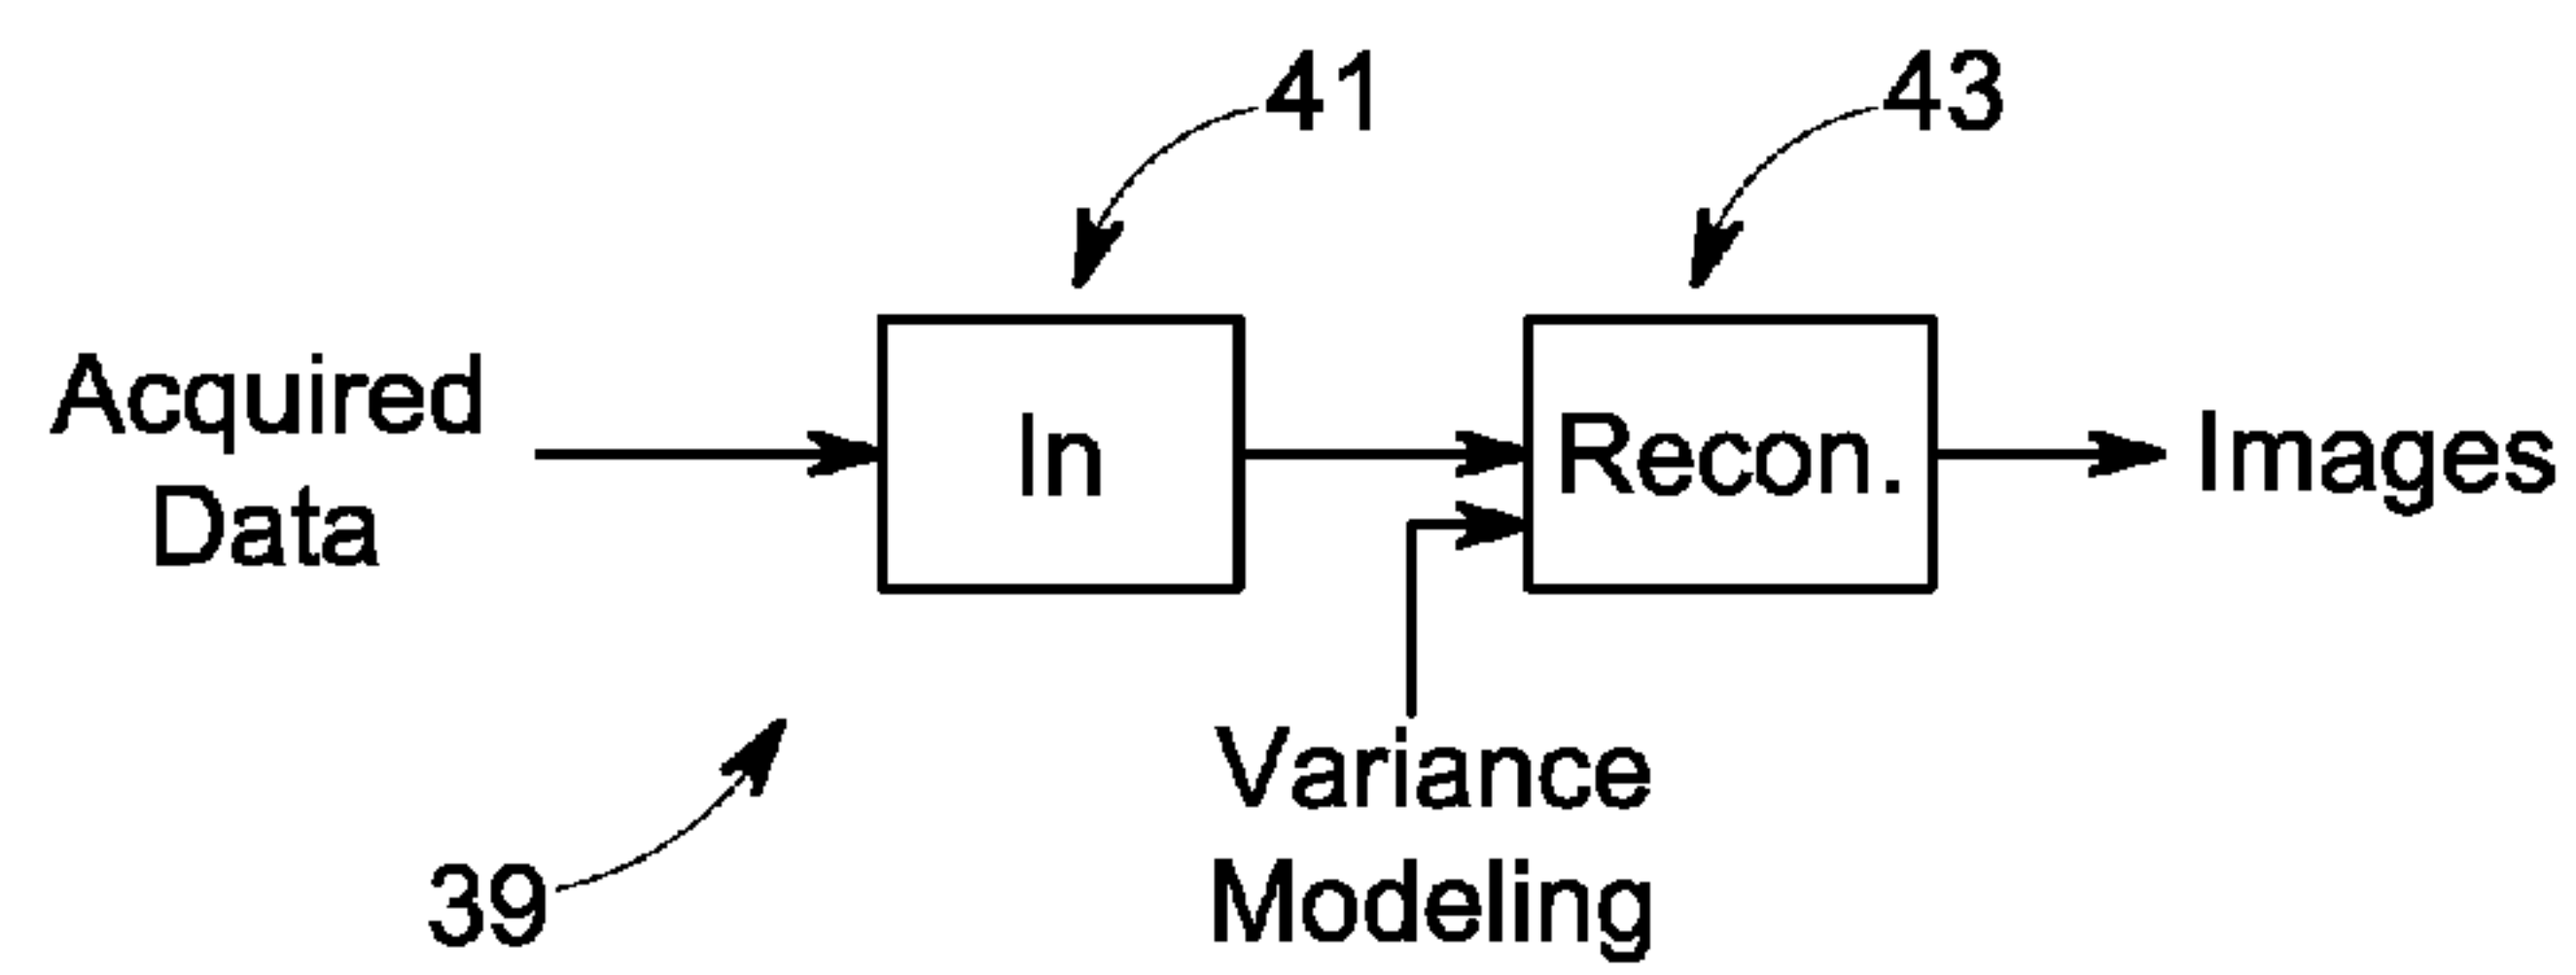 41
43
Acquired
Data
In
Recon.
Images
Variance
Modeling
39